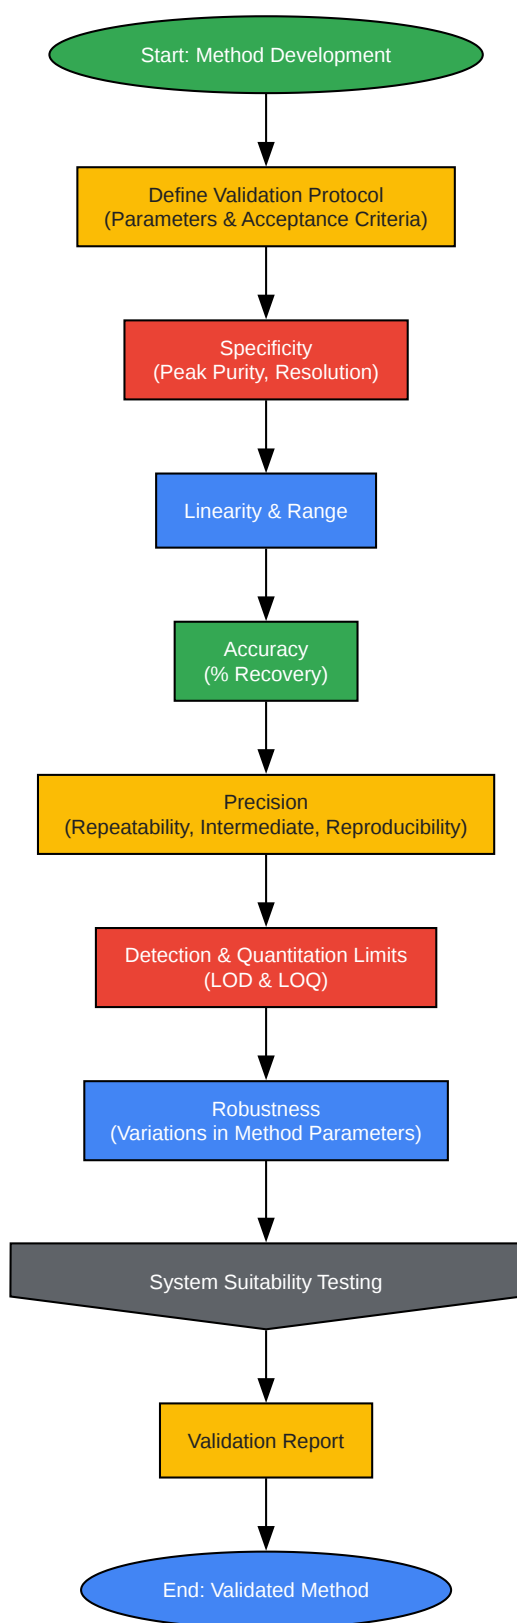 Start: Method Development
Define Validation Protocol
(Parameters & Acceptance Criteria)
Specificity
(Peak Purity, Resolution)
Linearity & Range
Accuracy
(% Recovery)
Precision
(Repeatability, Intermediate, Reproducibility)
Detection & Quantitation Limits
(LOD & LOQ)
Robustness
(Variations in Method Parameters)
System Suitability Testing
Validation Report
End: Validated Method